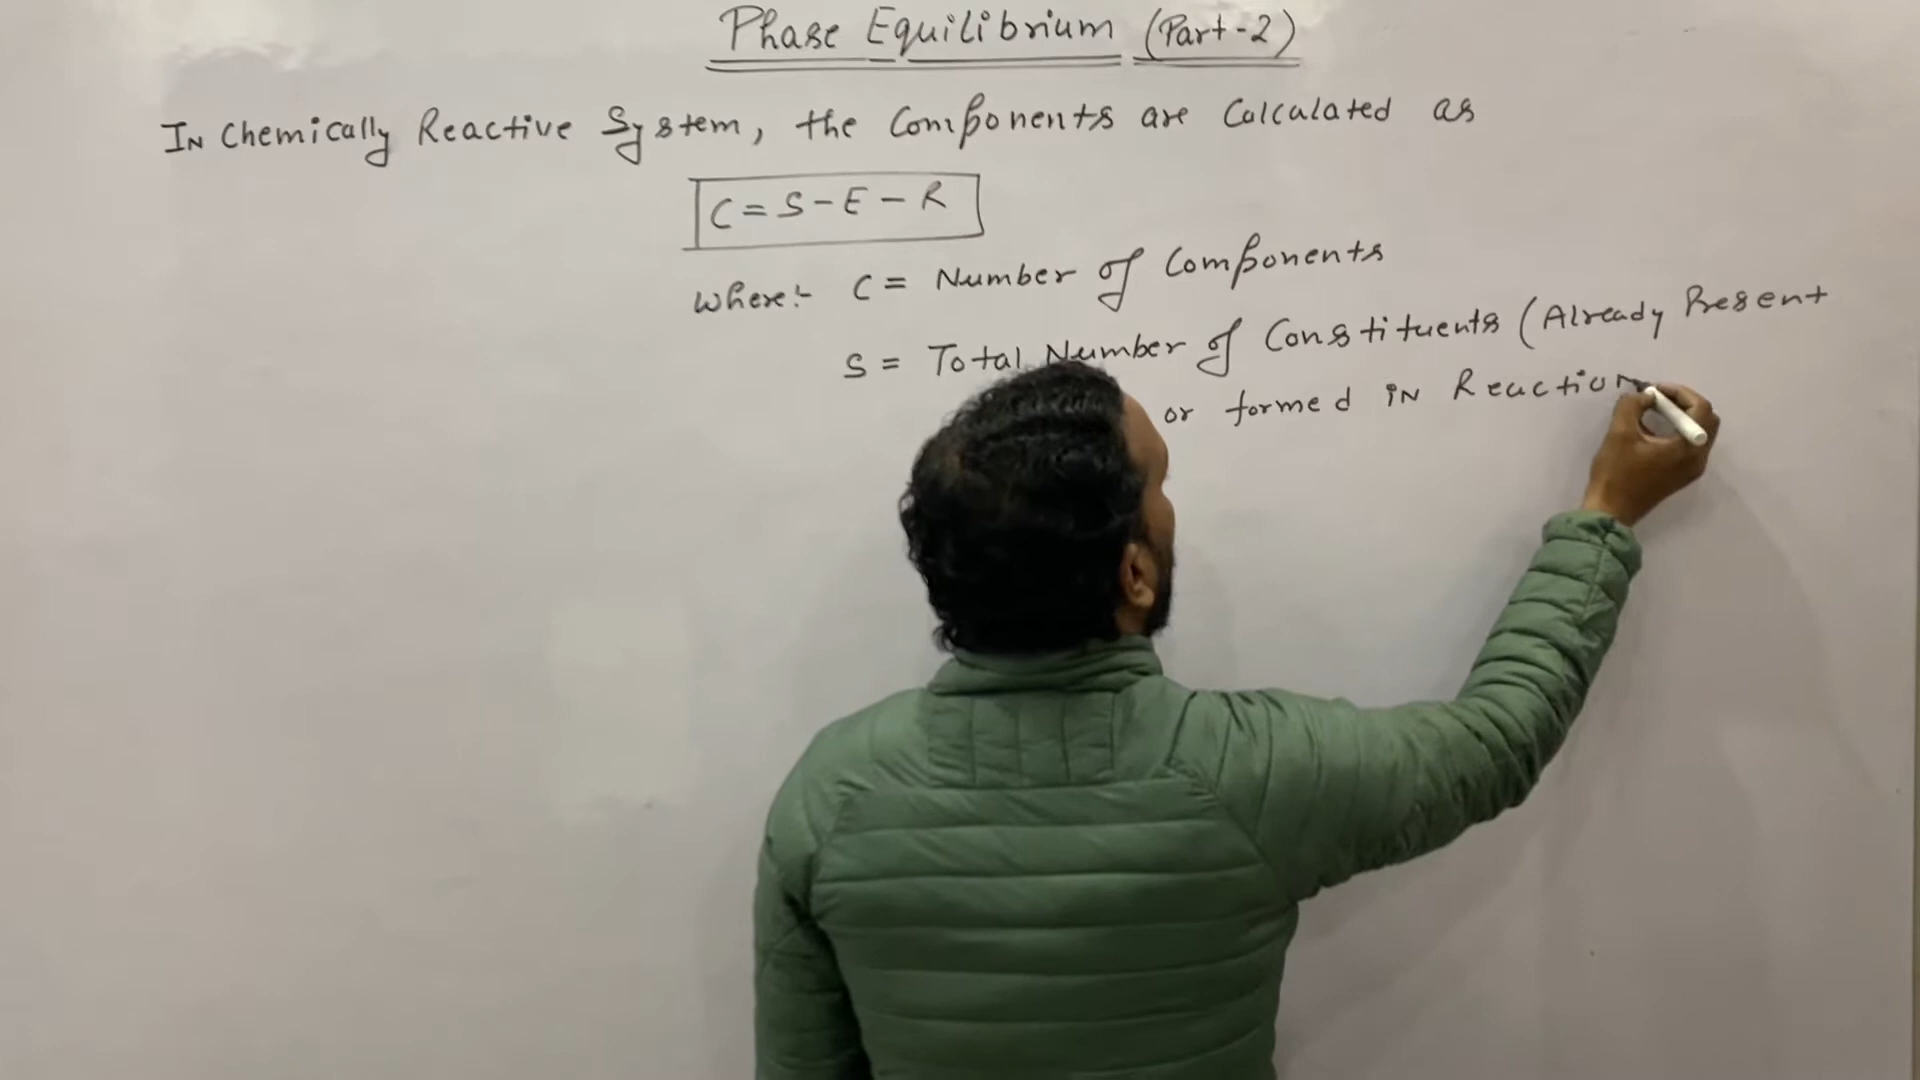 Phase Equilibrium (Part-2)
In Chemically Reactive System, the Components are Calculated as
C = S - E - R
Where:- C = Number of Components
S = Total Number of Constituents (Already Present
or formed in Reaction